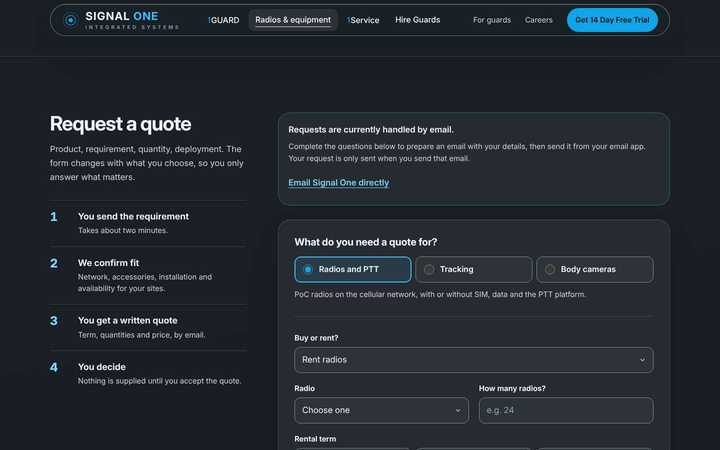 SIGNAL ONE
INTEGRATED SYSTEMS
1GUARD
Radios & equipment
1Service
Hire Guards
For guards
Careers
Get 14 Day Free Trial
Request a quote
Product, requirement, quantity, deployment. The
form changes with what you choose, so you only
answer what matters.
1
You send the requirement
Takes about two minutes.
2
We confirm fit
Network, accessories, installation and
availability for your sites.
3
You get a written quote
Term, quantities and price, by email.
4
You decide
Nothing is supplied until you accept the quote.
Requests are currently handled by email.
Complete the questions below to prepare an email with your details, then send it from your email app.
Your request is only sent when you send that email.
Email Signal One directly
What do you need a quote for?
Radios and PTT
Tracking
Body cameras
PoC radios on the cellular network, with or without SIM, data and the PTT platform.
Buy or rent?
Rent radios
Radio
How many radios?
Choose one
e.g. 24
Rental term